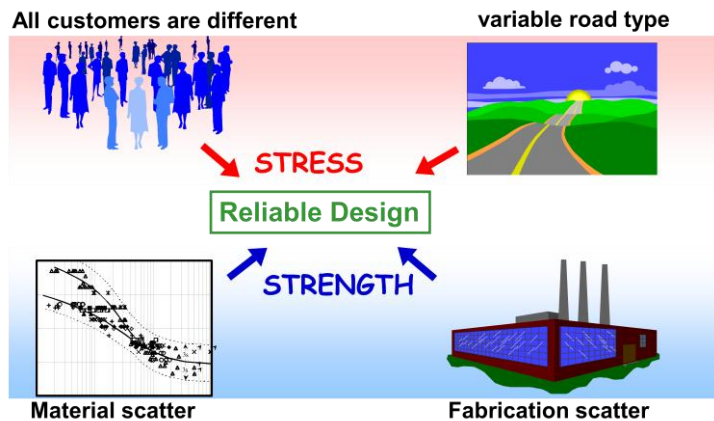 All customers are different
variable road type
STRESS
Reliable Design
STRENGTH
Material scatter
Fabrication scatter